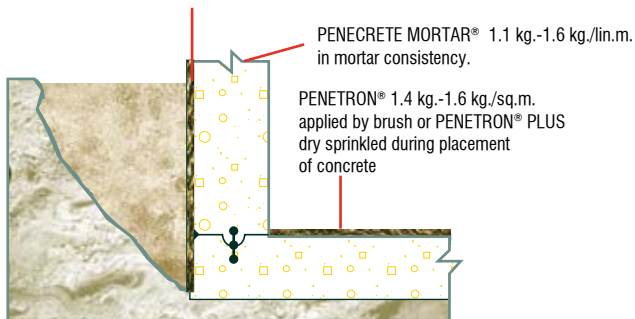 PENECRETE MORTAR® 1.1 kg.-1.6 kg./lin.m.
in mortar consistency.
PENETRON® 1.4 kg.-1.6 kg./sq.m.
applied by brush or PENETRON® PLUS
dry sprinkled during placement
of concrete